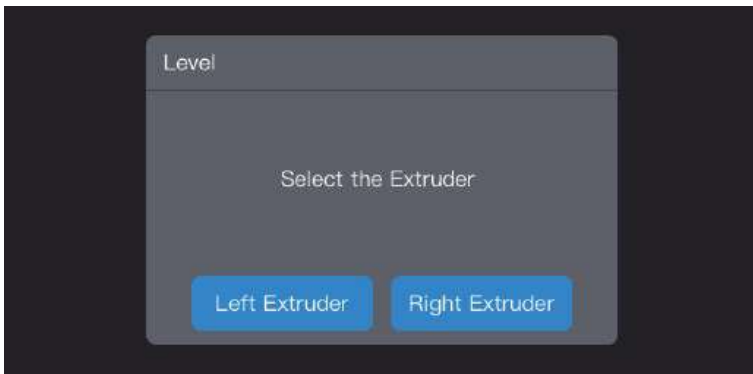 Level
Select the Extruder
Left Extruder
Right Extruder